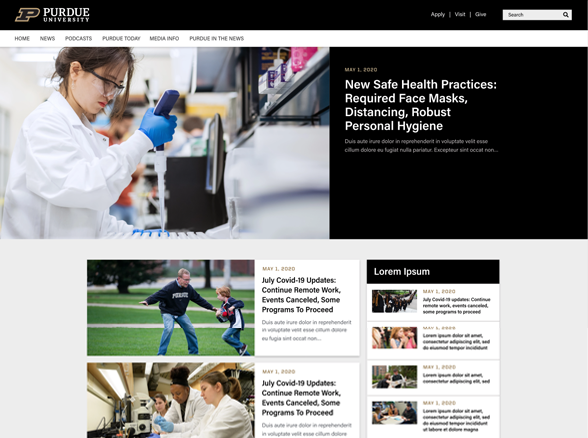 PURDUE
UNIVERSITY
Apply | Visit | Give
Search
HOME NEWS PODCASTS PURDUE TODAY MEDIA INFO PURDUE IN THE NEWS
MAY 1, 2020
New Safe Health Practices:
Required Face Masks,
Distancing, Robust
Personal Hygiene
Duis aute irure dolor in reprehenderit in voluptate velit esse
cillum dolore eu fugiat nulla pariatur. Excepteur sint occat non...
MAY 1, 2020
July Covid-19 Updates:
Continue Remote Work,
Events Canceled, Some
Programs To Proceed
Duis aute irure dolor in reprehenderit
in voluptate velit esse citlum dolore
eu fugia sint occat non...
PURDUE
MAY 1, 2020
July Covid-19 Updates:
Continue Remote Work,
Events Canceled, Some
Programs To Proceed
Duis aute irure dolor in reprehenderit
Lorem Ipsum
MAY 1, 2020
July Covid-19 updates: Continue
remote work, events canceled,
some programs to proceed
MAY 1, 2020
Lorem ipsum dolor sit amet,
consectetur adipiscing elit, sed
do eiusmod tempor incididunt
MAY 1, 2020
Lorem ipsum dolor sit amet,
consectetur adipiscing elit, sed
MAY 1, 2020
Lorem ipsum dolor sit amet,
consectetur adipiscing elit, sed
do eiusmod tempor incididunt
ut labore et dolore magna